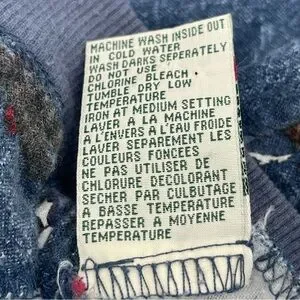 MACHINE WASH INSIDE OUT
IN COLD WATER
WASH DARKS SEPERATELY
DO NOT USE
CHLORINE BLEACH
TUMBLE DRY LOW
TEMPERATURE
IRON AT MEDIUM SETTING
LAVER A LA MACHINE
A L'ENVERS A L'EAU FROIDE
LAVER SEPAREMENT LES
COULEURS FONCEES
NE PAS UTILISER DE
CHLORURE DECOLORANT
SECHER PAR CULBUTAGE
A BASSE TEMPERATURE
REPASSER A MOYENNE
TEMPERATURE